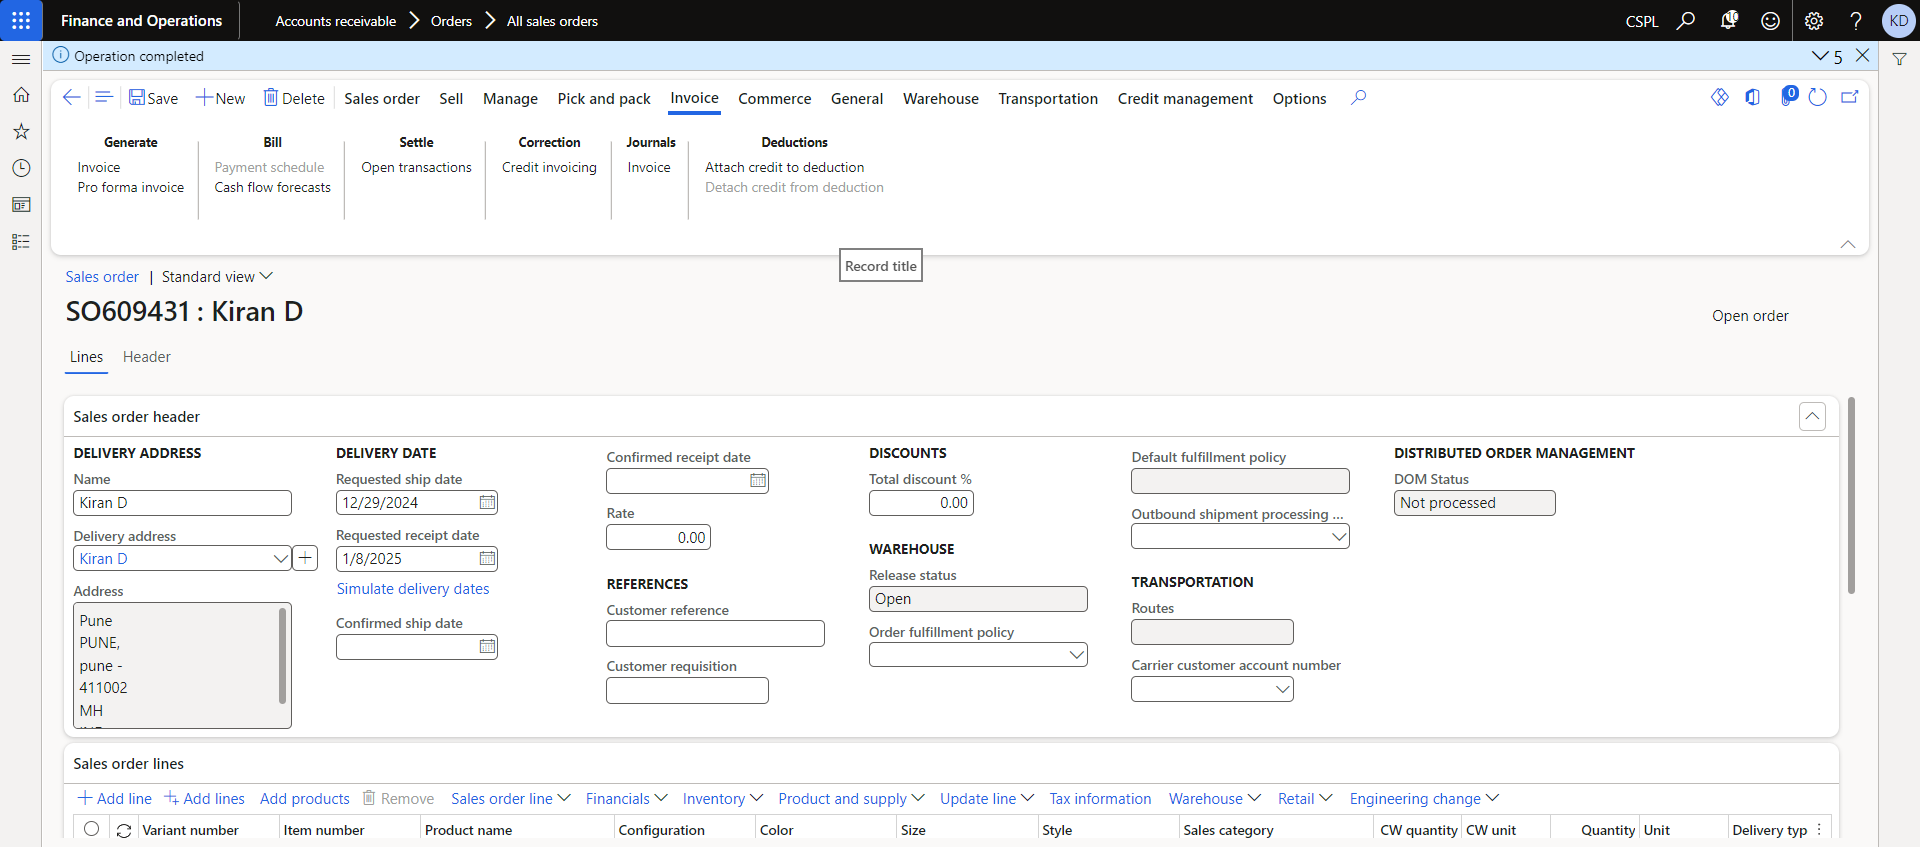 Finance and Operations
Accounts receivable > Orders > All sales orders
CSPL
10
KD
Operation completed
5
Save
New
Delete
Sales order
Sell
Manage
Pick and pack
Invoice
Commerce
General
Warehouse
Transportation
Credit management
Options
0
Generate
Invoice
Pro forma invoice
Bill
Payment schedule
Cash flow forecasts
Settle
Open transactions
Correction
Credit invoicing
Journals
Invoice
Deductions
Attach credit to deduction
Detach credit from deduction
Record title
Sales order | Standard view
SO609431 : Kiran D
Open order
Lines
Header
Sales order header
DELIVERY ADDRESS
Name
Kiran D
Delivery address
Kiran D
Address
Pune
PUNE,
pune -
411002
MH
DELIVERY DATE
Requested ship date
12/29/2024
Requested receipt date
1/8/2025
Simulate delivery dates
Confirmed ship date
Confirmed receipt date
Rate
0.00
REFERENCES
Customer reference
Customer requisition
DISCOUNTS
Total discount %
0.00
WAREHOUSE
Release status
Open
Order fulfillment policy
Default fulfillment policy
Outbound shipment processing ...
TRANSPORTATION
Routes
Carrier customer account number
DISTRIBUTED ORDER MANAGEMENT
DOM Status
Not processed
Sales order lines
Add line
Add lines
Add products
Remove
Sales order line
Financials
Inventory
Product and supply
Update line
Tax information
Warehouse
Retail
Engineering change
Variant number
Item number
Product name
Configuration
Color
Size
Style
Sales category
CW quantity
CW unit
Quantity
Unit
Delivery typ